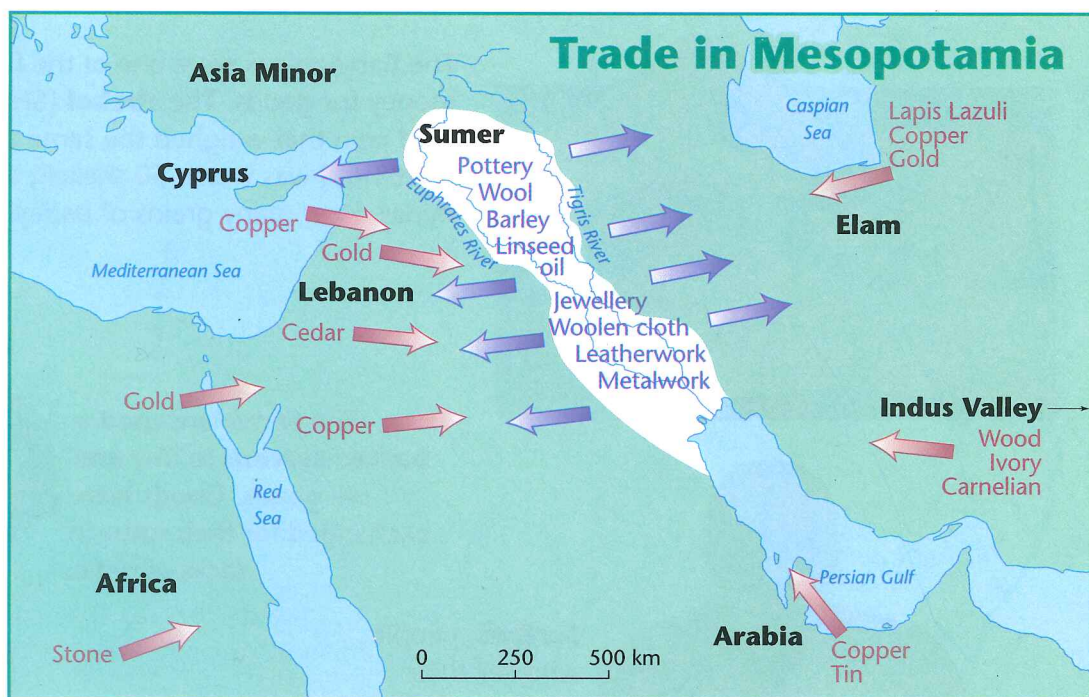 Trade in Mesopotamia
Asia Minor
Caspian
Sea
Lapis Lazuli
Copper
Gold
Sumer
Pottery
Wool
Barley
Linseed
oil
Euphrates River
Tigris River
Cyprus
Copper
Gold
Elam
Mediterranean Sea
Lebanon
Jewellery
Woolen cloth
Leatherwork
Metalwork
Cedar
Gold
Copper
Indus Valley
Wood
Ivory
Carnelian
Red
Sea
Africa
Stone
Persian Gulf
Arabia
Copper
Tin
0 250 500 km